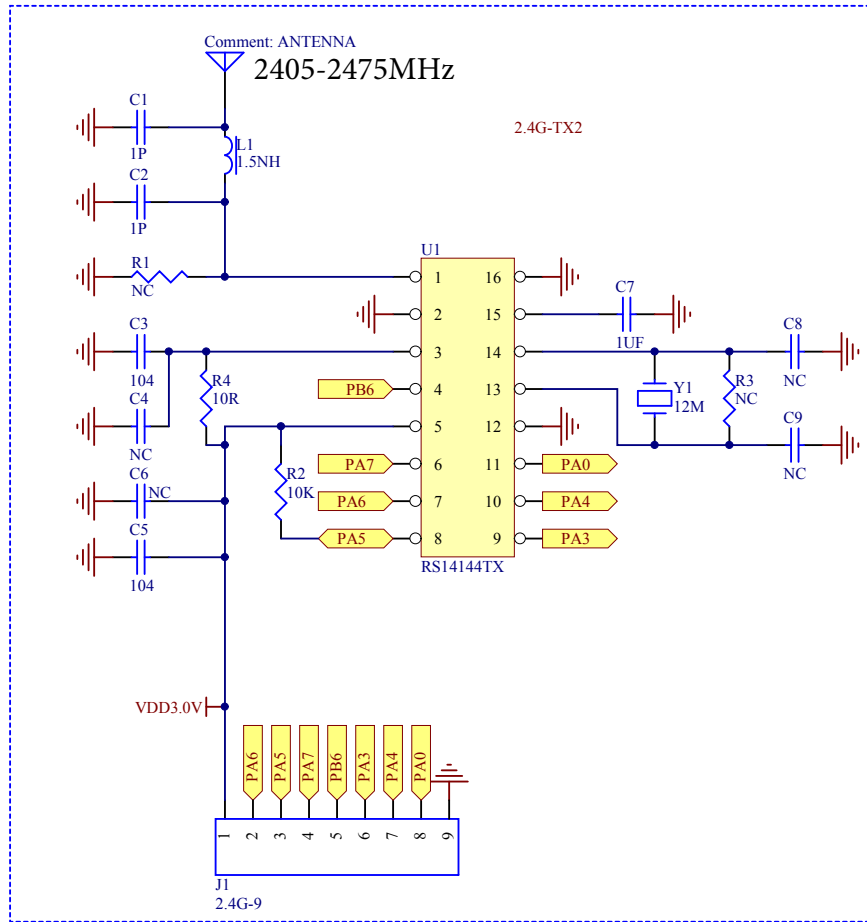 Comment: ANTENNA
2405-2475MHz
C1
1P
2.4G-TX2
L1
1.5NH
C2
1P
U1
R1
NC
1
16
2
15
C7
1UF
C3
104
3
14
C8
NC
R4
10R
PB6
4
13
Y1
12M
R3
NC
C4
NC
5
12
C9
NC
C6
NC
R2
10K
PA7
6
11
PA0
PA6
7
10
PA4
C5
104
PA5
8
9
PA3
RS14144TX
VDD3.0V
PA6
PA5
PA7
PB6
PA3
PA4
PA0
1
2
3
4
5
6
7
8
9
J1
2.4G-9